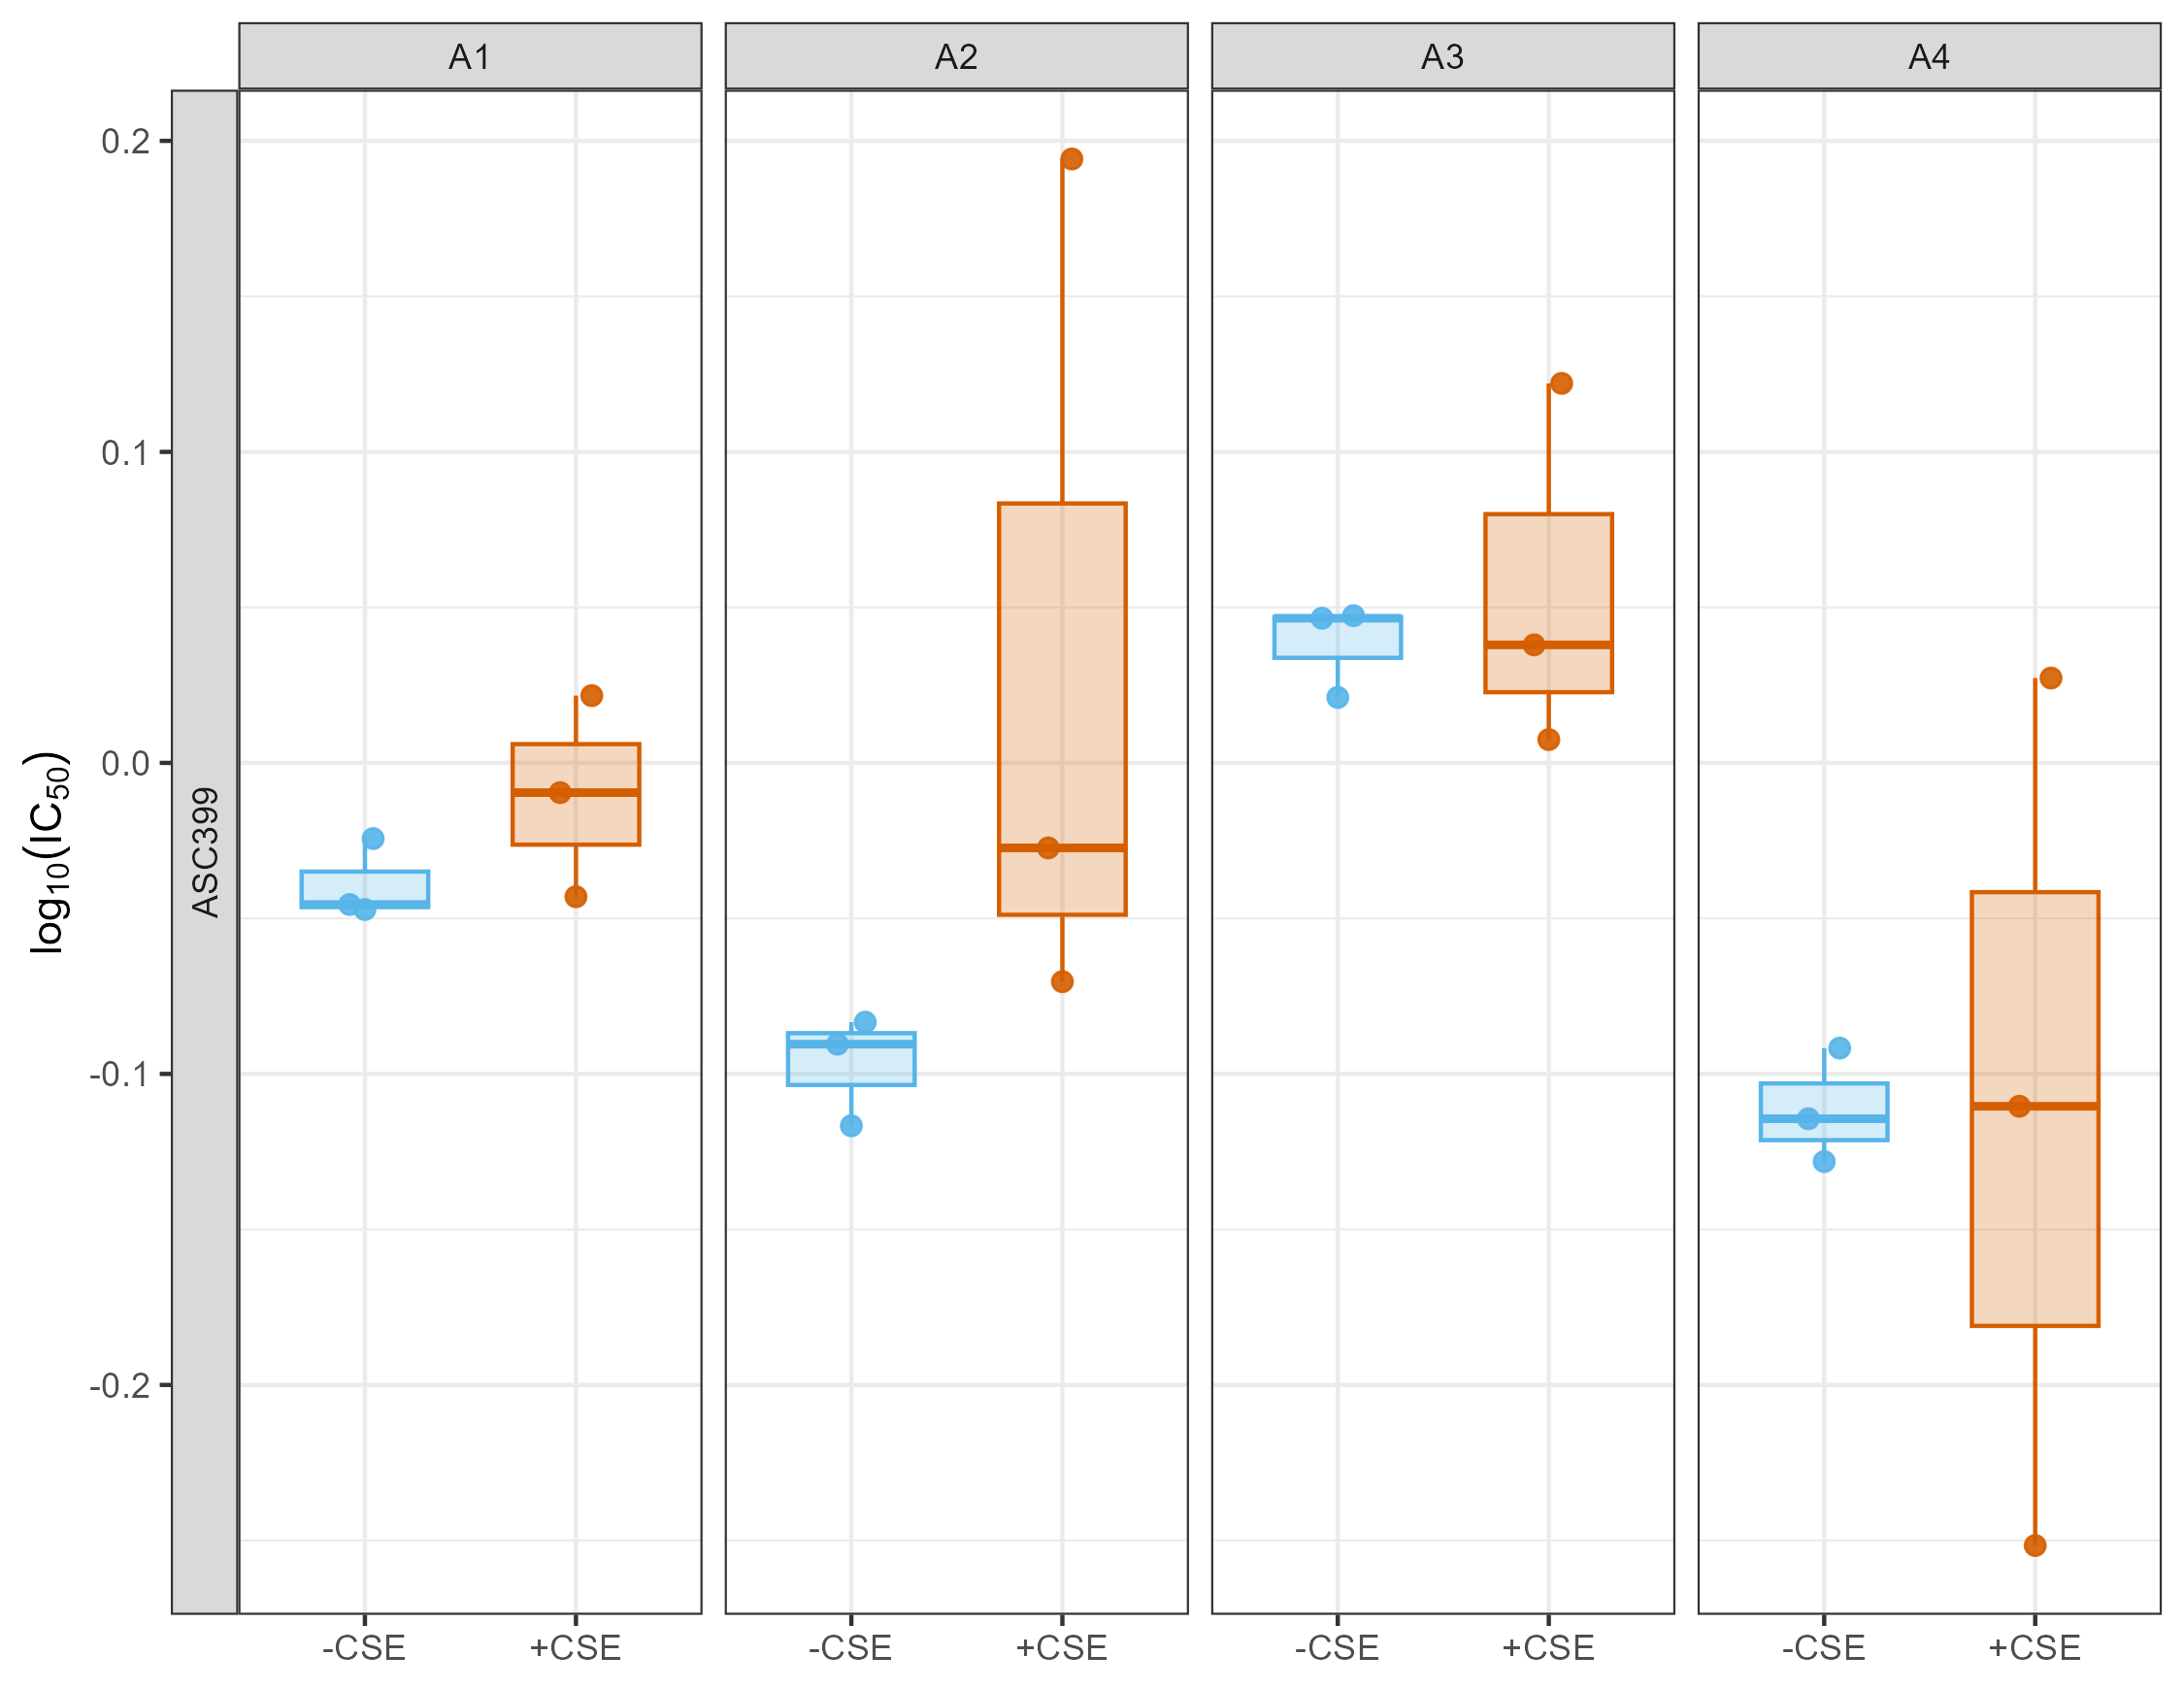 A1 A2 A3 A4
0.2
0.1
0.0
-0.1
-0.2
log₁₀(IC₅₀)
ASC399
-CSE +CSE -CSE +CSE -CSE +CSE -CSE +CSE